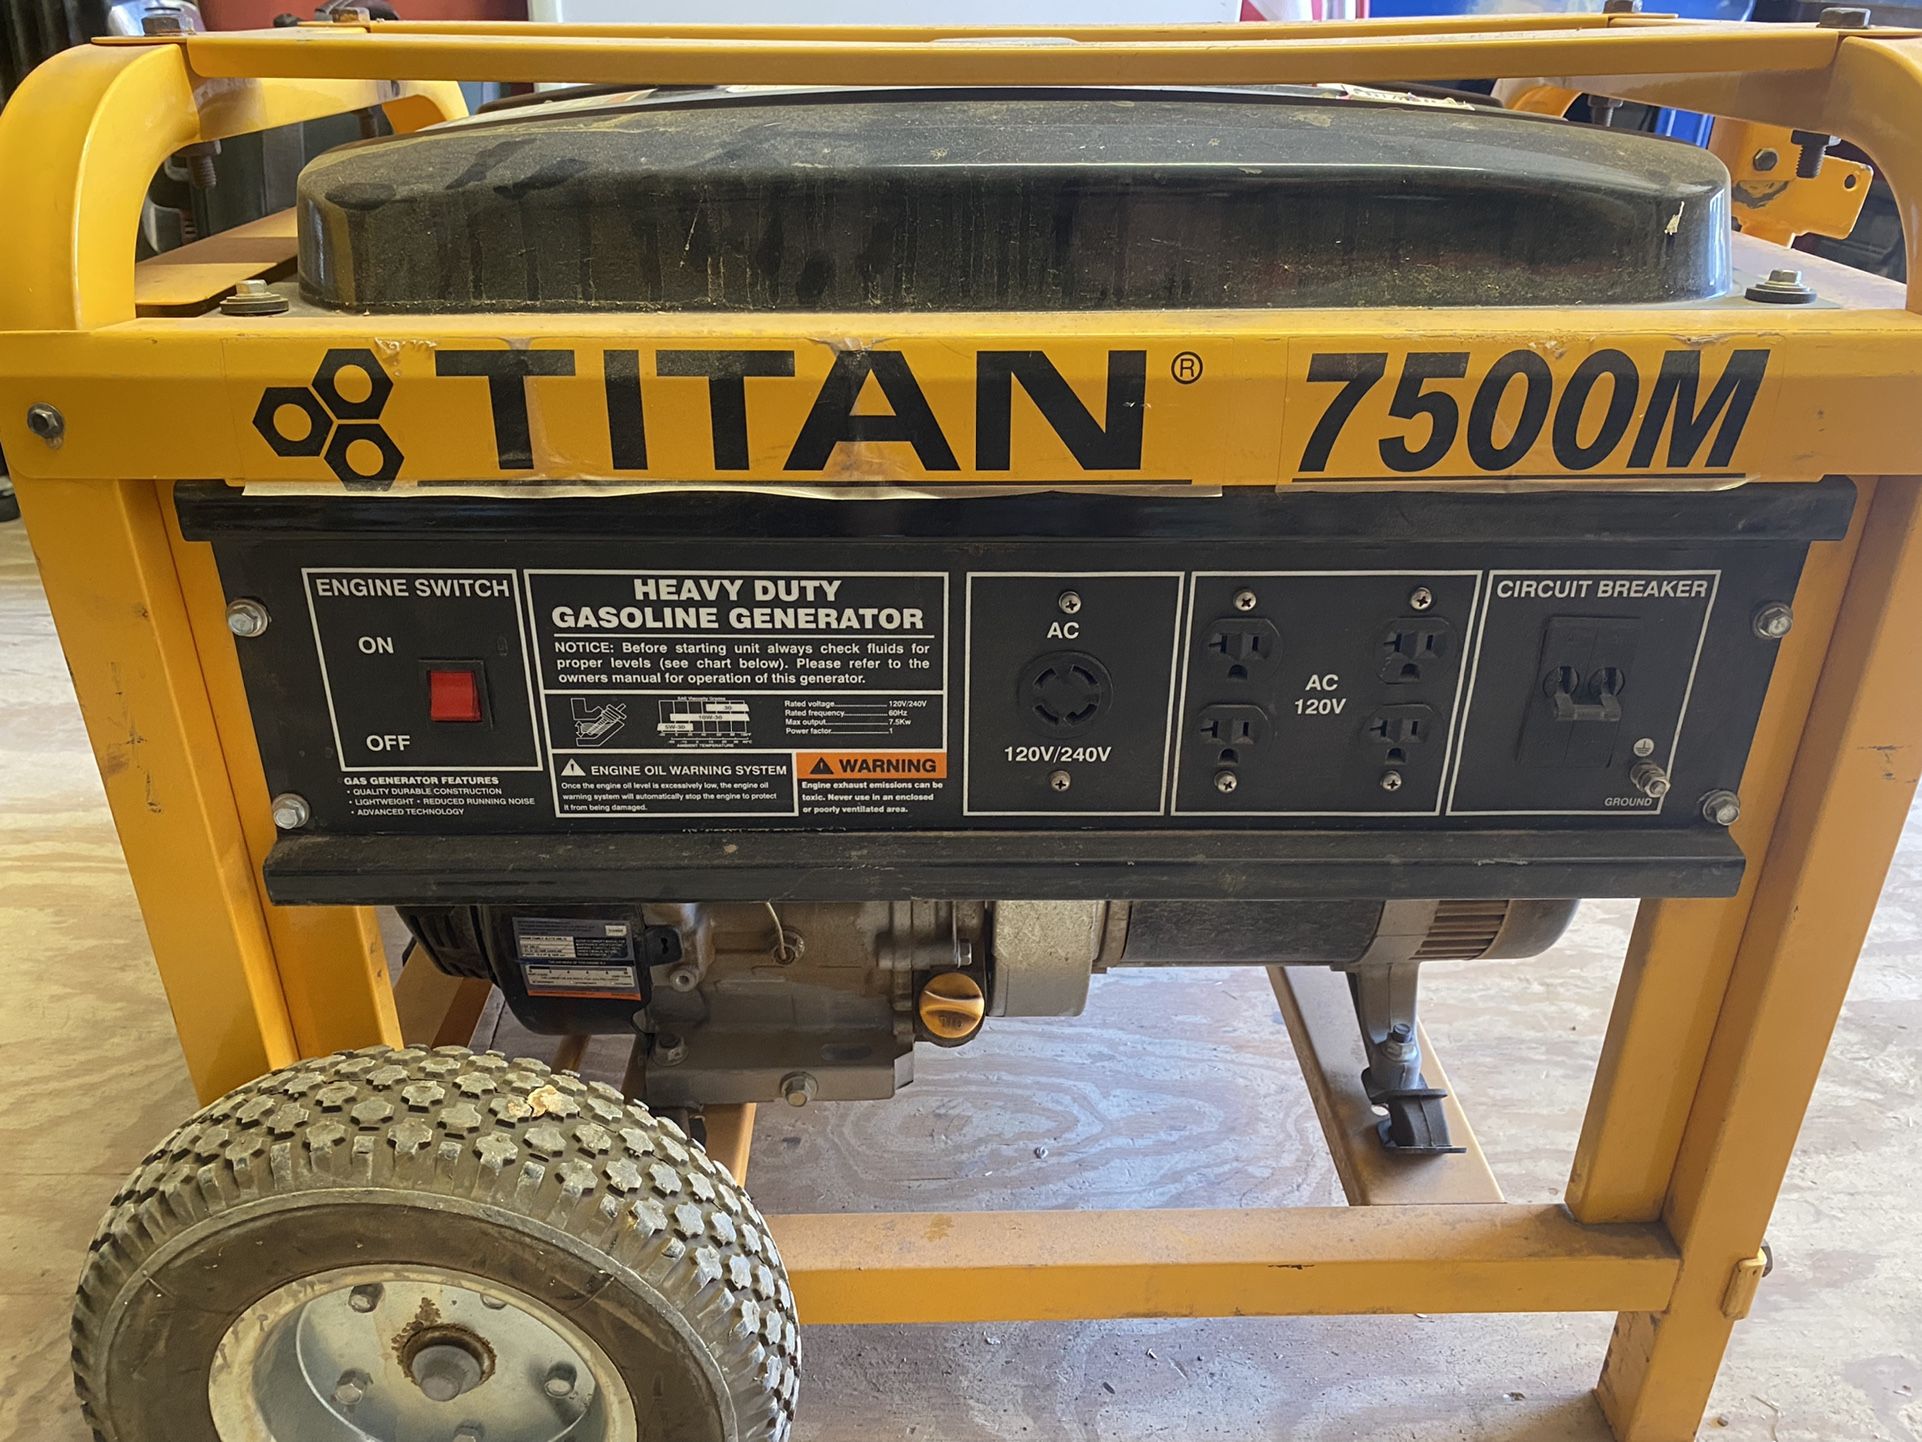 TITAN® 7500M
ENGINE SWITCH
ON
OFF
GAS GENERATOR FEATURES
• QUALITY DURABLE CONSTRUCTION
• LIGHTWEIGHT • REDUCED RUNNING NOISE
• ADVANCED TECHNOLOGY
HEAVY DUTY
GASOLINE GENERATOR
NOTICE: Before starting unit always check fluids for
proper levels (see chart below). Please refer to the
owners manual for operation of this generator.
SAE Viscosity Grades
30
10W-30
5W-30
AMBIENT TEMPERATURE
Rated voltage.....................120V/240V
Rated frequency.................60Hz
Max output.........................7.5Kw
Power factor.......................1
ENGINE OIL WARNING SYSTEM
Once the engine oil level is excessively low, the engine oil
warning system will automatically stop the engine to protect
it from being damaged.
WARNING
Engine exhaust emissions can be
toxic. Never use in an enclosed
or poorly ventilated area.
AC
120V/240V
AC
120V
CIRCUIT BREAKER
GROUND